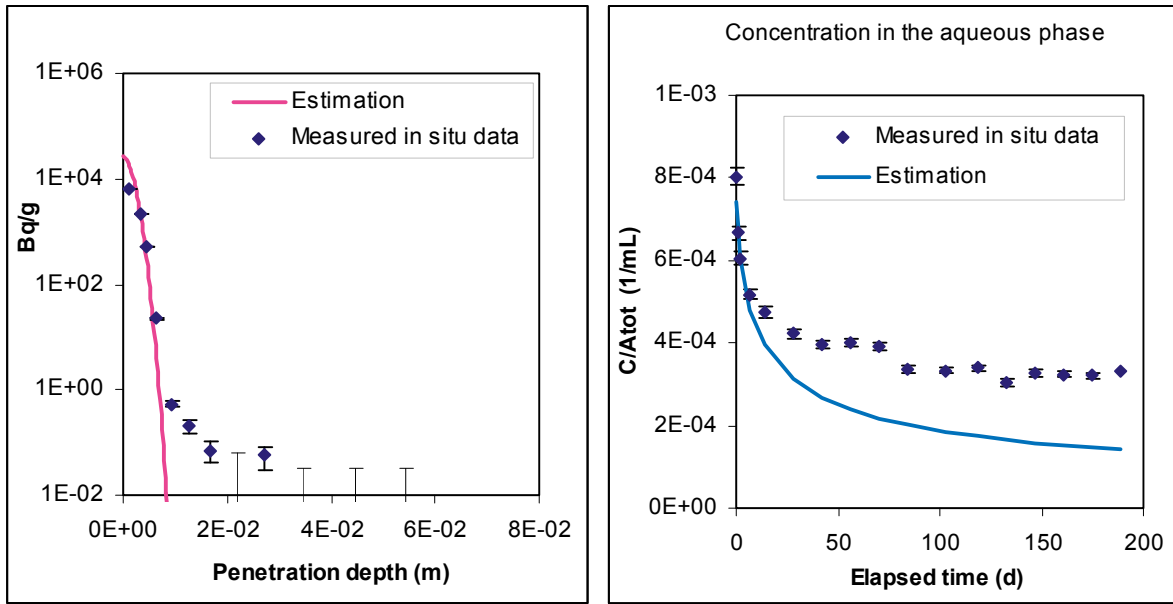 1E+06
1E+04
1E+02
1E+00
1E-02
Bq/g
Estimation
Measured in situ data
0E+00
2E-02
4E-02
6E-02
8E-02
Penetration depth (m)
Concentration in the aqueous phase
1E-03
8E-04
6E-04
4E-04
2E-04
0E+00
C/Atot (1/mL)
Measured in situ data
Estimation
0
50
100
150
200
Elapsed time (d)